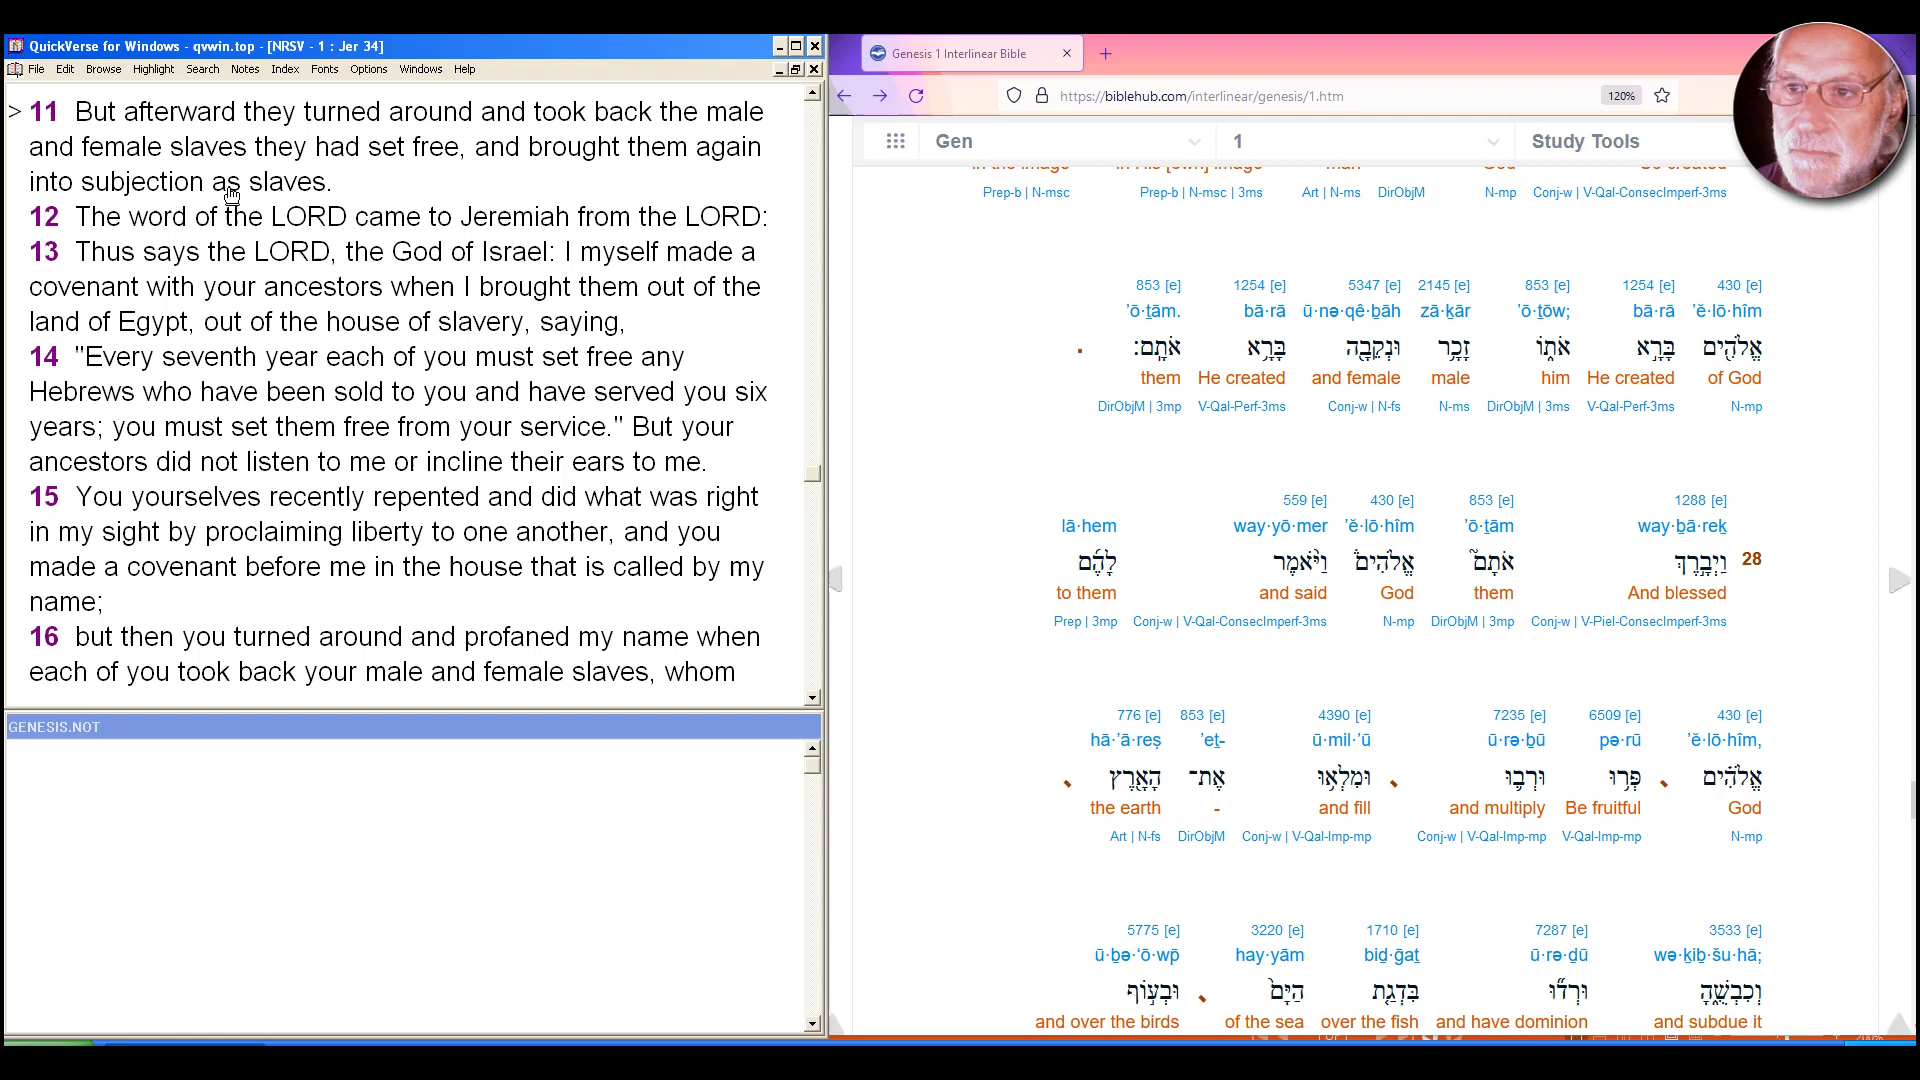 QuickVerse for Windows - qvwin.top - [NRSV - 1 : Jer 34]
File Edit Browse Highlight Search Notes Index Fonts Options Windows Help
> 11 But afterward they turned around and took back the male
and female slaves they had set free, and brought them again
into subjection as slaves.
12 The word of the LORD came to Jeremiah from the LORD:
13 Thus says the LORD, the God of Israel: I myself made a
covenant with your ancestors when I brought them out of the
land of Egypt, out of the house of slavery, saying,
14 "Every seventh year each of you must set free any
Hebrews who have been sold to you and have served you six
years; you must set them free from your service." But your
ancestors did not listen to me or incline their ears to me.
15 You yourselves recently repented and did what was right
in my sight by proclaiming liberty to one another, and you
made a covenant before me in the house that is called by my
name;
16 but then you turned around and profaned my name when
each of you took back your male and female slaves, whom
GENESIS.NOT
Genesis 1 Interlinear Bible
https://biblehub.com/interlinear/genesis/1.htm 120%
Gen 1 Study Tools
Prep-b | N-msc Prep-b | N-msc | 3ms Art | N-ms DirObjM N-mp Conj-w | V-Qal-ConsecImperf-3ms
853 [e] 1254 [e] 5347 [e] 2145 [e] 853 [e] 1254 [e] 430 [e]
’ō·ṯām. bā·rā ū·nə·qê·ḇāh zā·ḵār ’ō·ṯōw; bā·rā ’ĕ·lō·hîm
אֱלֹהִ֖ים בָּרָ֣א אֹת֑וֹ זָכָ֥ר וּנְקֵבָ֖ה בָּרָ֥א אֹתָֽם׃ .
them He created and female male him He created of God
DirObjM | 3mp V-Qal-Perf-3ms Conj-w | N-fs N-ms DirObjM | 3ms V-Qal-Perf-3ms N-mp
559 [e] 430 [e] 853 [e] 1288 [e]
lā·hem way·yō·mer ’ĕ·lō·hîm ’ō·ṯām way·ḇā·reḵ
28 וַיְבָ֣רֶךְ אֹתָם֮ אֱלֹהִים֒ וַיֹּ֨אמֶר לָהֶ֜ם
to them and said God them And blessed
Prep | 3mp Conj-w | V-Qal-ConsecImperf-3ms N-mp DirObjM | 3mp Conj-w | V-Piel-ConsecImperf-3ms
776 [e] 853 [e] 4390 [e] 7235 [e] 6509 [e] 430 [e]
hā·’ā·reṣ ’eṯ- ū·mil·’ū ū·rə·ḇū pə·rū ’ĕ·lō·hîm,
אֱלֹהִ֗ים פְּר֥וּ וּרְב֛וּ וּמִלְא֥וּ אֶת־ הָאָ֖רֶץ
the earth - and fill and multiply Be fruitful God
Art | N-fs DirObjM Conj-w | V-Qal-Imp-mp Conj-w | V-Qal-Imp-mp V-Qal-Imp-mp N-mp
5775 [e] 3220 [e] 1710 [e] 7287 [e] 3533 [e]
ū·ḇə·‘ō·wp̄ hay·yām biḏ·ḡaṯ ū·rə·ḏū wə·ḵiḇ·šu·hā;
וְכִבְשֻׁ֑הָ וּרְד֞וּ בִּדְגַ֤ת הַיָּם֙ וּבְע֣וֹף
and over the birds of the sea over the fish and have dominion and subdue it